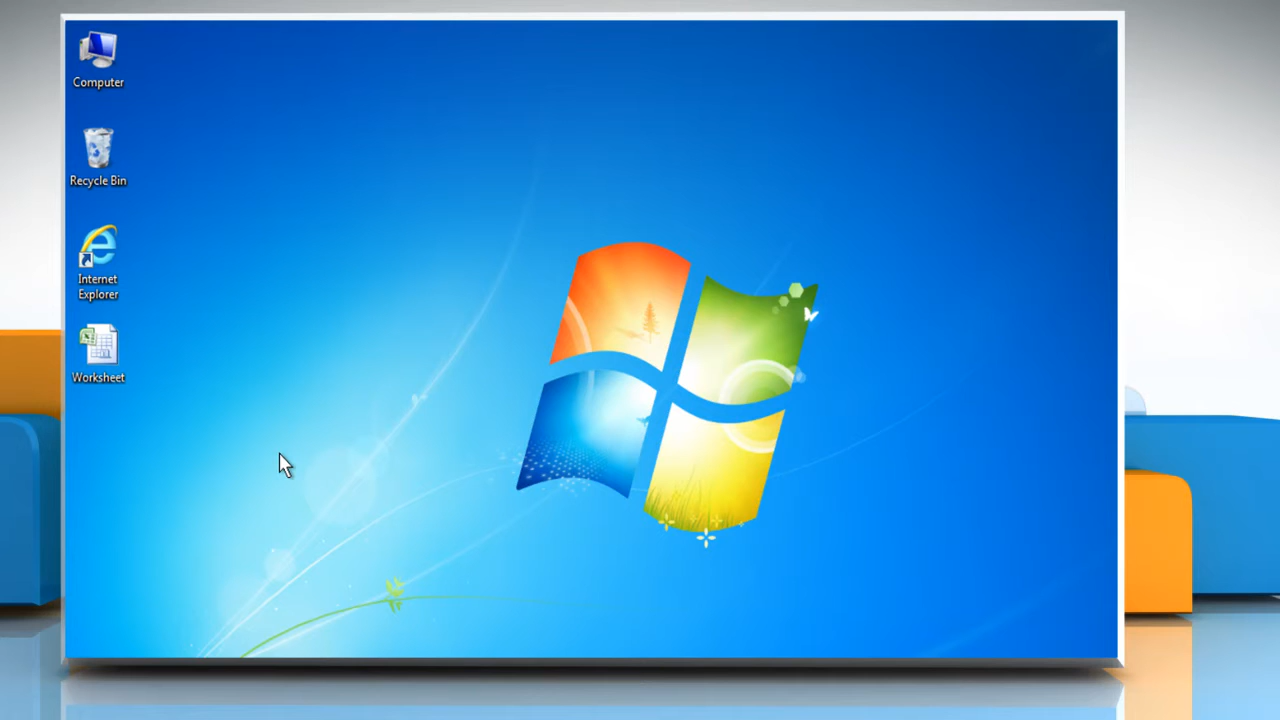 Computer
Recycle Bin
Internet
Explorer
Worksheet